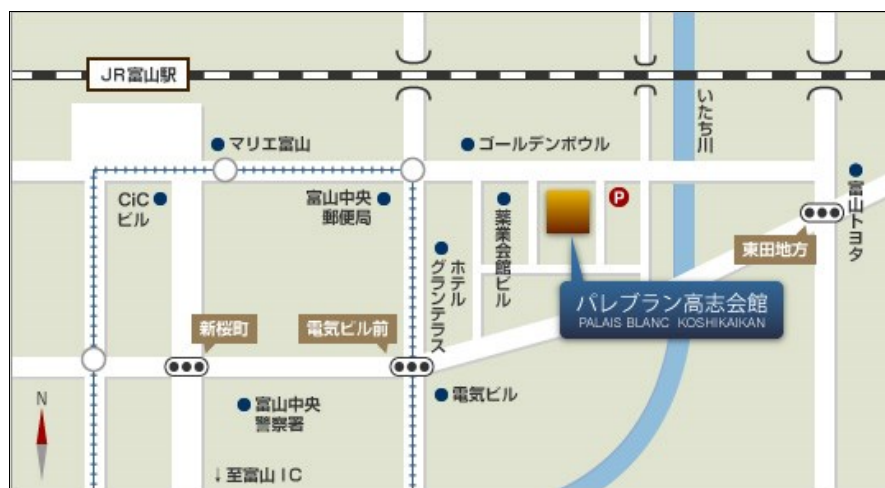 JR富山駅
マリエ富山
ゴールデンボウル
いたち川
CiC
ビル
富山中央
郵便局
薬業会館ビル
P
富山トヨタ
東田地方
ホテル
グランテラス
パレブラン高志会館
PALAIS BLANC KOSHIKAIKAN
新桜町
電気ビル前
N
富山中央
警察署
電気ビル
↓至富山IC